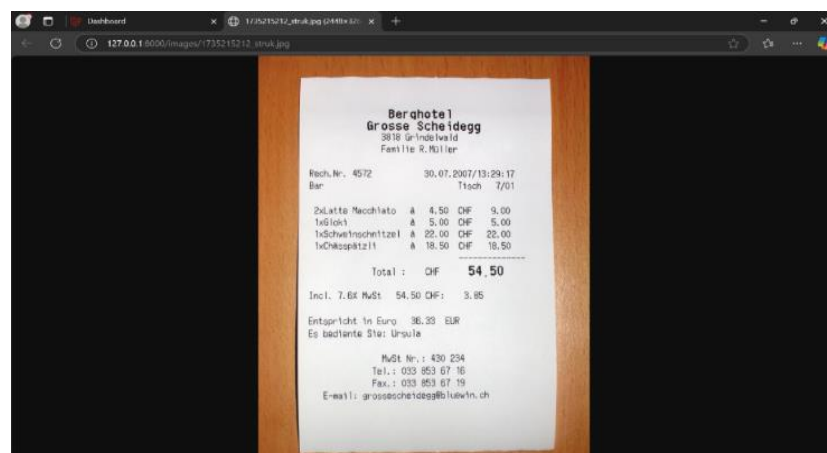 Dashboard
1735215212_struk.jpg (2448×326
127.0.0.1:8000/images/1735215212_struk.jpg
Berghotel
Grosse Scheidegg
3818 Grindelwald
Familie R.Müller
Rech.Nr. 4572 30.07.2007/13:29:17
Bar Tisch 7/01
2xLatte Macchiato à 4.50 CHF 9.00
1xGloki à 5.00 CHF 5.00
1xSchweinschnitzel à 22.00 CHF 22.00
1xChässpätzli à 18.50 CHF 18.50
Total : CHF 54.50
Incl. 7.6% MwSt 54.50 CHF: 3.85
Entspricht in Euro 36.33 EUR
Es bediente Sie: Ursula
MwSt Nr.: 430 234
Tel.: 033 853 67 16
Fax.: 033 853 67 19
E-mail: grossescheidegg@bluewin.ch